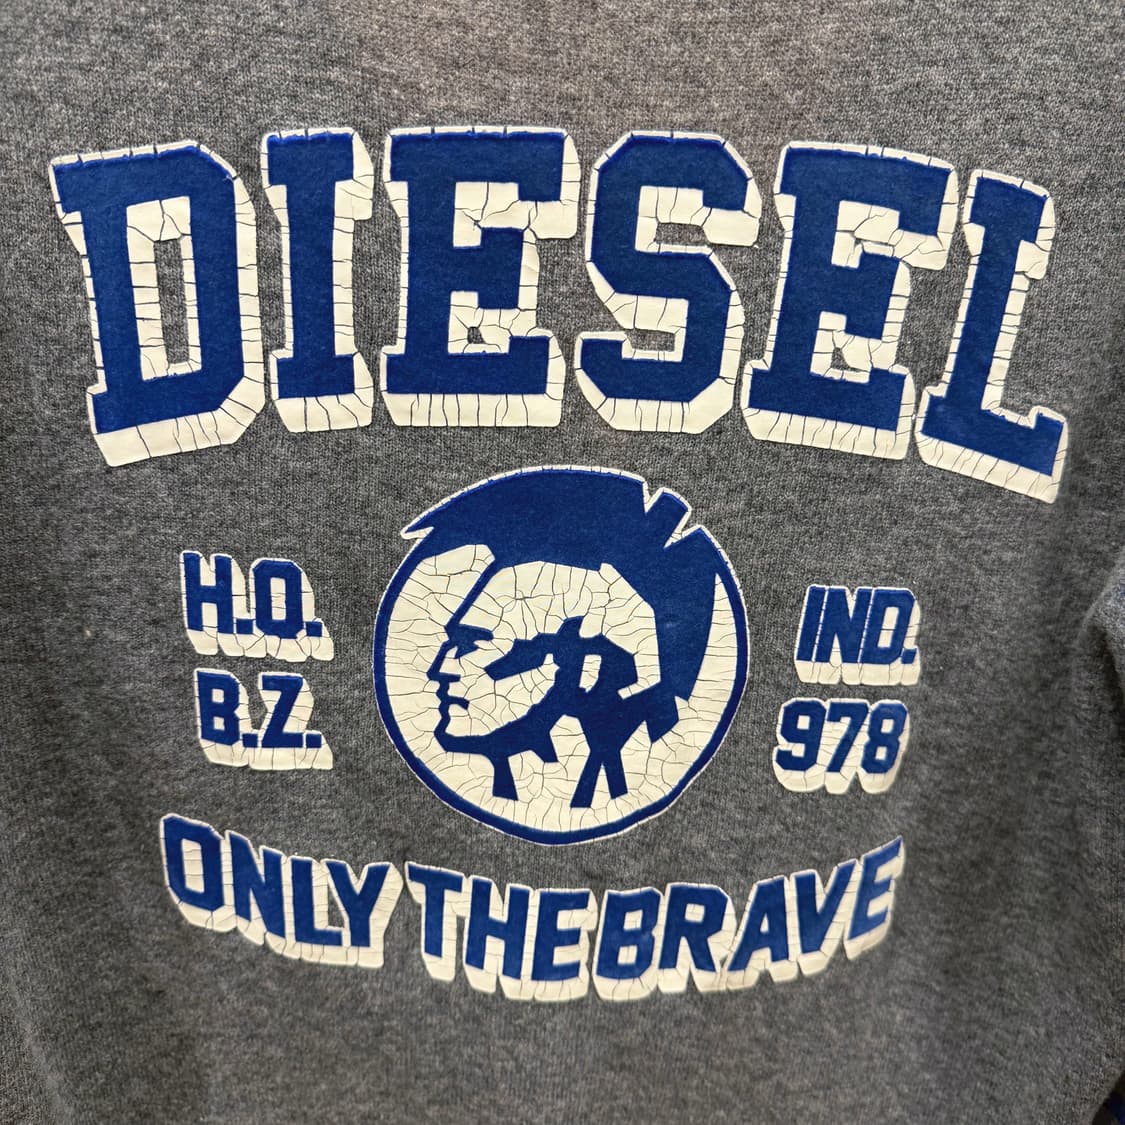 DIESEL
H.Q. IND.
B.Z. 978
ONLY THE BRAVE